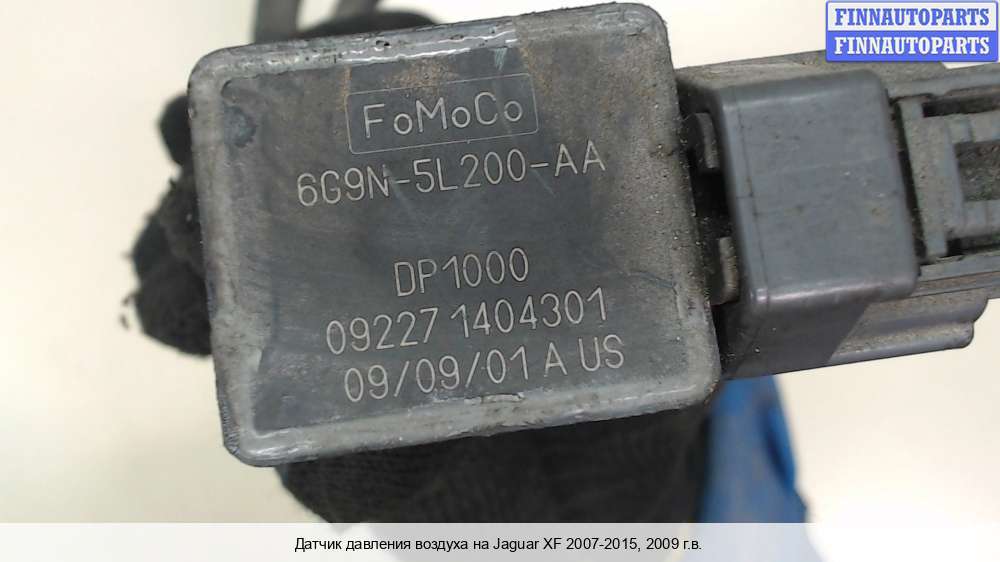 FINNAUTOPARTS
FINNAUTOPARTS
FoMoCo
6G9N-5L200-AA
DP1000
09227 1404301
09/09/01 A US
Датчик давления воздуха на Jaguar XF 2007-2015, 2009 г.в.